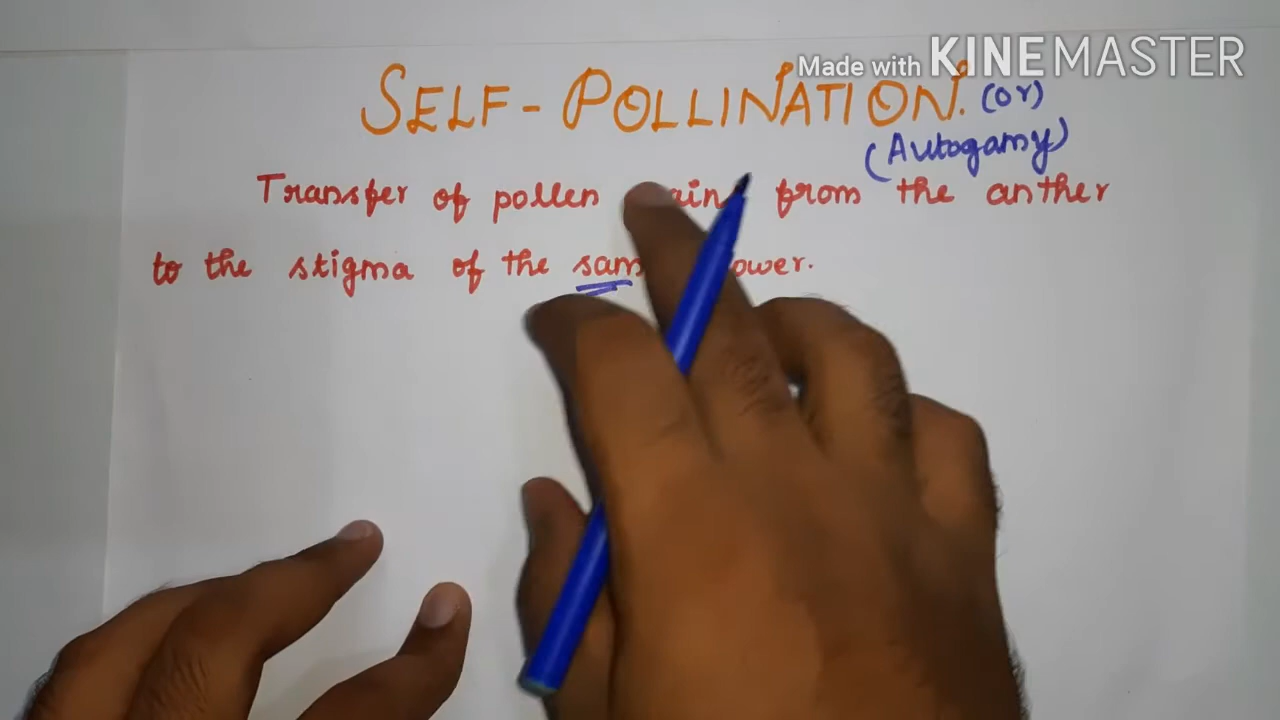 Made with KINEMASTER
SELF-POLLINATION. (or)
(Autogamy)
Transfer of pollen from the anther
to the stigma of the